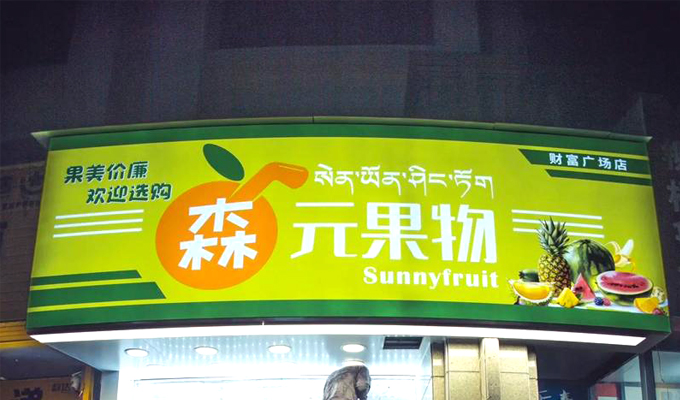 果美价廉
欢迎选购
财富广场店
སེན་ཡོན་ཤིང་ཏོག
森元果物
Sunnyfruit